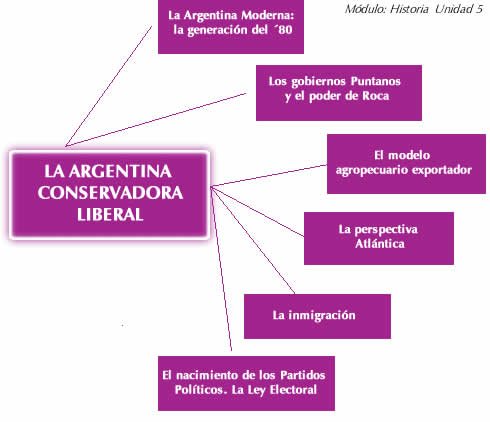 Módulo: Historia Unidad 5
La Argentina Moderna:
la generación del ´80
Los gobiernos Puntanos
y el poder de Roca
LA ARGENTINA
CONSERVADORA
LIBERAL
El modelo
agropecuario exportador
La perspectiva
Atlántica
La inmigración
El nacimiento de los Partidos
Políticos. La Ley Electoral